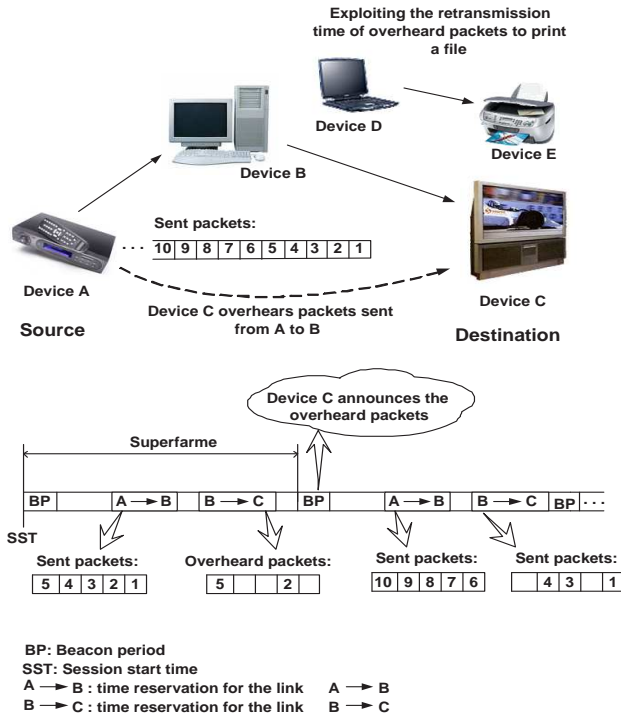 Exploiting the retransmission
time of overheard packets to print
a file
Device D
Device E
Device B
Sent packets:
· · · 10 9 8 7 6 5 4 3 2 1
Device A
Device C
Device C overhears packets sent
from A to B
Source
Destination
Device C announces the
overheard packets
Superfarme
BP A → B B → C BP A → B B → C BP · · ·
SST
Sent packets:
5 4 3 2 1
Overheard packets:
5 2
Sent packets:
10 9 8 7 6
Sent packets:
4 3 1
BP: Beacon period
SST: Session start time
A → B : time reservation for the link A → B
B → C : time reservation for the link B → C